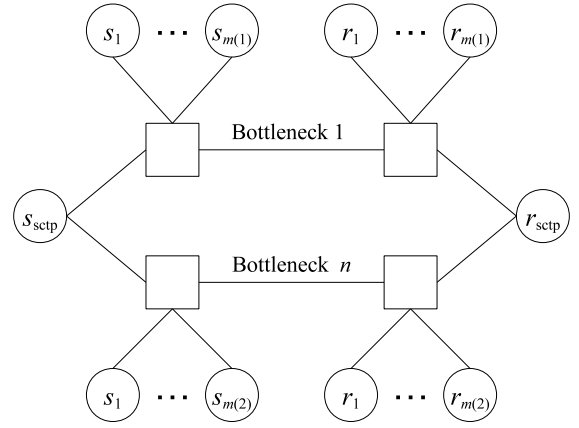 s1 ... sm(1) r1 ... rm(1)
Bottleneck 1
ssctp rsctp
Bottleneck n
s1 ... sm(2) r1 ... rm(2)